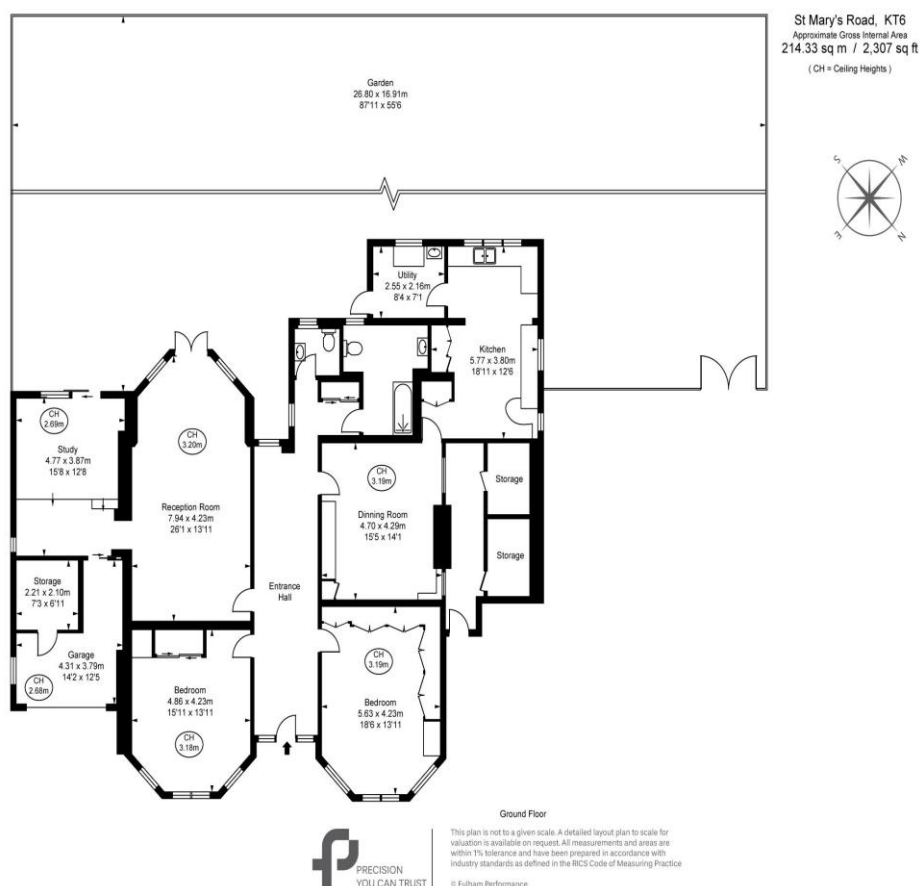 St Mary's Road, KT6
Approximate Gross Internal Area
214.33 sq m / 2,307 sq ft
( CH = Ceiling Heights )
Garden
26.80 x 16.91m
87'11 x 55'6
S
W
E
N
Utility
2.55 x 2.16m
8'4 x 7'1
Kitchen
5.77 x 3.80m
18'11 x 12'6
CH
2.69m
Study
4.77 x 3.87m
15'8 x 12'8
CH
3.20m
Reception Room
7.94 x 4.23m
26'1 x 13'11
CH
3.19m
Dinning Room
4.70 x 4.29m
15'5 x 14'1
Storage
Storage
Entrance
Hall
Storage
2.21 x 2.10m
7'3 x 6'11
Garage
4.31 x 3.79m
14'2 x 12'5
CH
2.68m
Bedroom
4.86 x 4.23m
15'11 x 13'11
CH
3.18m
CH
3.19m
Bedroom
5.63 x 4.23m
18'6 x 13'11
Ground Floor
PRECISION
YOU CAN TRUST
This plan is not to a given scale. A detailed layout plan to scale for
valuation is available on request. All measurements and areas are
within 1% tolerance and have been prepared in accordance with
industry standards as defined in the RICS Code of Measuring Practice
© Fulham Performance